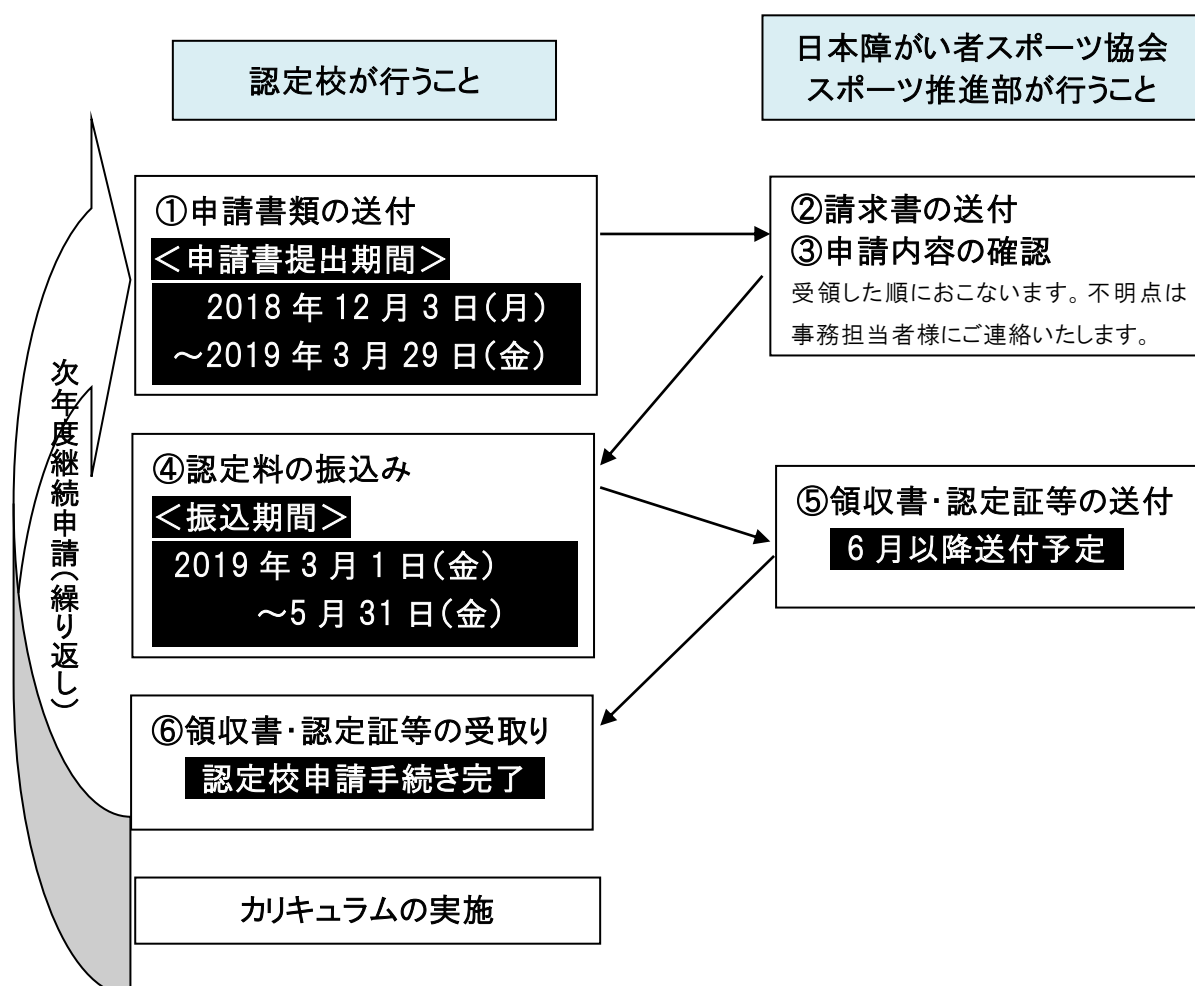 認定校が行うこと
日本障がい者スポーツ協会
スポーツ推進部が行うこと
①申請書類の送付
＜申請書提出期間＞
2018 年 12 月 3 日（月）
～2019 年 3 月 29 日（金）
②請求書の送付
③申請内容の確認
受領した順におこないます。不明点は
事務担当者様にご連絡いたします。
④認定料の振込み
＜振込期間＞
2019 年 3 月 1 日（金）
～5 月 31 日（金）
⑤領収書・認定証等の送付
6 月以降送付予定
⑥領収書・認定証等の受取り
認定校申請手続き完了
カリキュラムの実施
次年度継続申請（繰り返し）